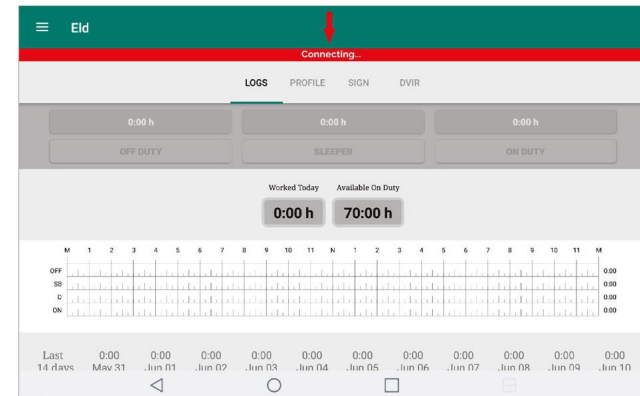 Eld
Connecting...
LOGS PROFILE SIGN DVIR
0:00 h 0:00 h 0:00 h
OFF DUTY SLEEPER ON DUTY
Worked Today Available On Duty
0:00 h 70:00 h
M 1 2 3 4 5 6 7 8 9 10 11 N 1 2 3 4 5 6 7 8 9 10 11 M
OFF 0:00
SB 0:00
D 0:00
ON 0:00
Last 0:00 0:00 0:00 0:00 0:00 0:00 0:00 0:00 0:00 0:00 0:00
14 days May 31 Jun 01 Jun 02 Jun 03 Jun 04 Jun 05 Jun 06 Jun 07 Jun 08 Jun 09 Jun 10